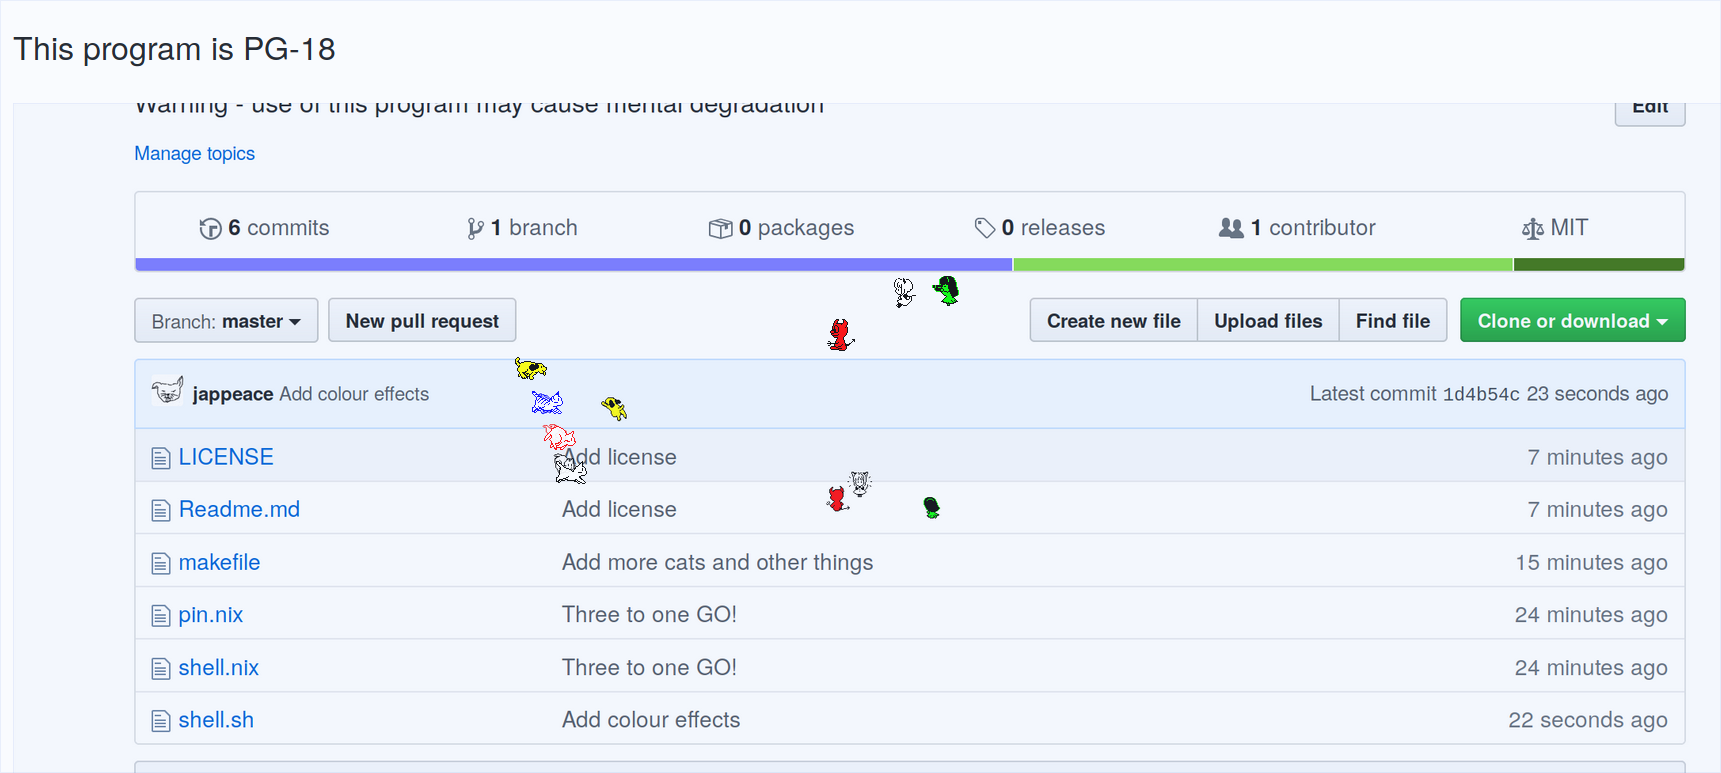 This program is PG-18
Warning - use of this program may cause mental degradation
Edit
Manage topics
6 commits 1 branch 0 packages 0 releases 1 contributor MIT
Branch: master New pull request Create new file Upload files Find file Clone or download
jappeace Add colour effects Latest commit 1d4b54c 23 seconds ago
LICENSE Add license 7 minutes ago
Readme.md Add license 7 minutes ago
makefile Add more cats and other things 15 minutes ago
pin.nix Three to one GO! 24 minutes ago
shell.nix Three to one GO! 24 minutes ago
shell.sh Add colour effects 22 seconds ago